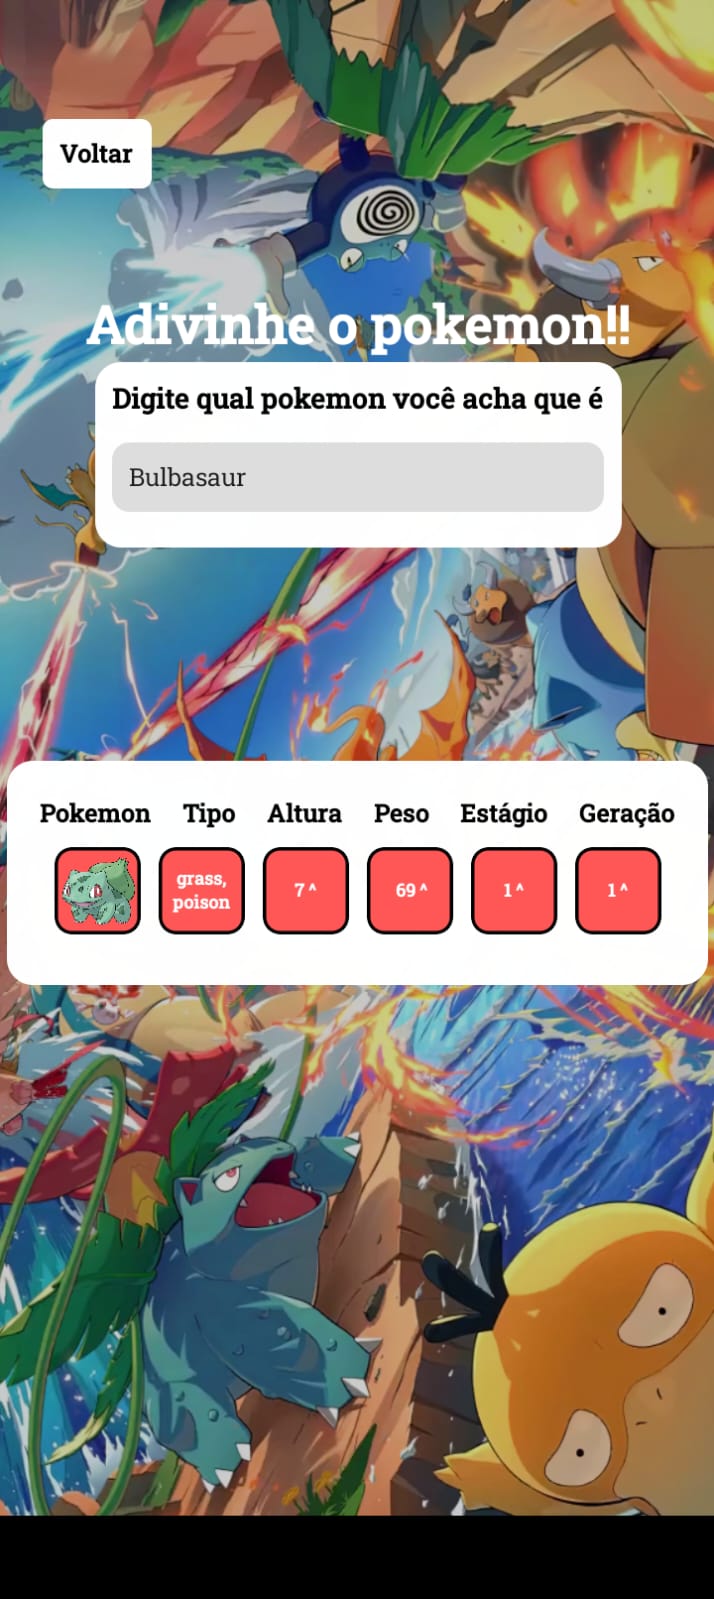 Voltar
Adivinhe o pokemon!!
Digite qual pokemon você acha que é
Bulbasaur
Pokemon Tipo Altura Peso Estágio Geração
grass,
poison
7 ^ 69 ^ 1 ^ 1 ^